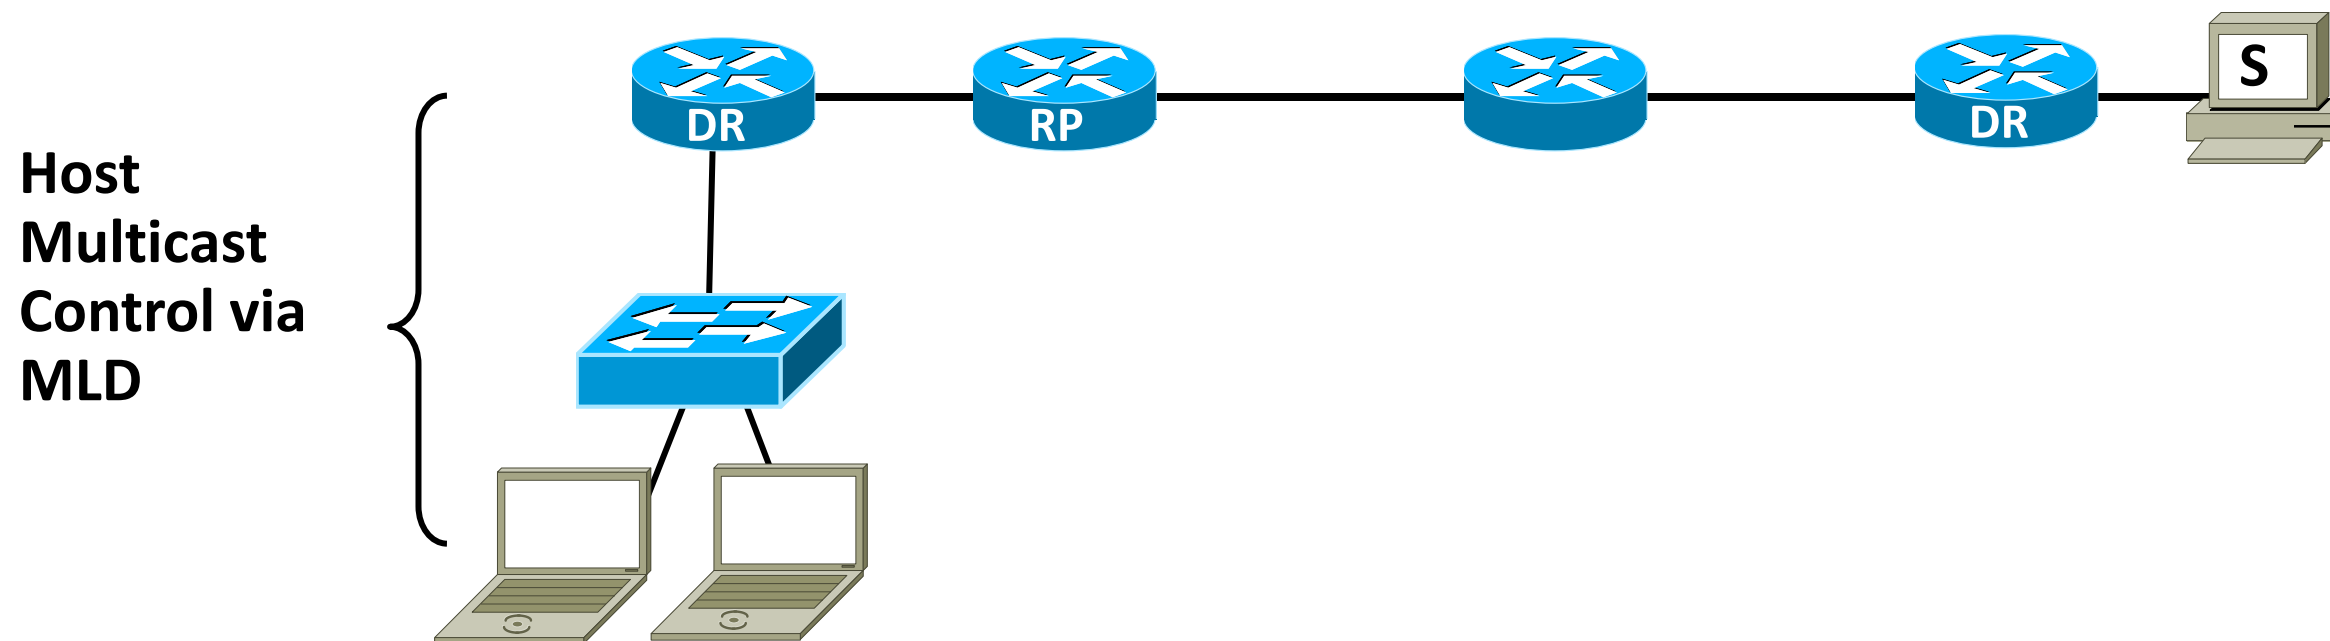 DR
RP
DR
S
Host
Multicast
Control via
MLD